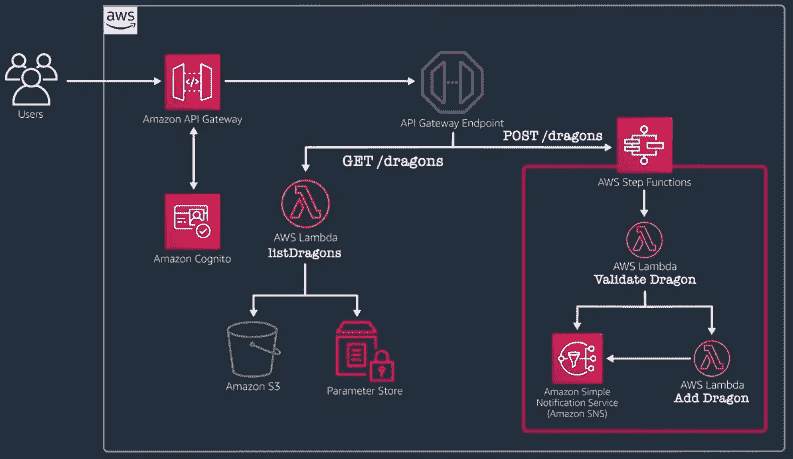 aws
Users
Amazon API Gateway
API Gateway Endpoint
POST /dragons
GET /dragons
AWS Step Functions
AWS Lambda
listDragons
Amazon Cognito
AWS Lambda
Validate Dragon
Amazon S3
Parameter Store
Amazon Simple
Notification Service
(Amazon SNS)
AWS Lambda
Add Dragon